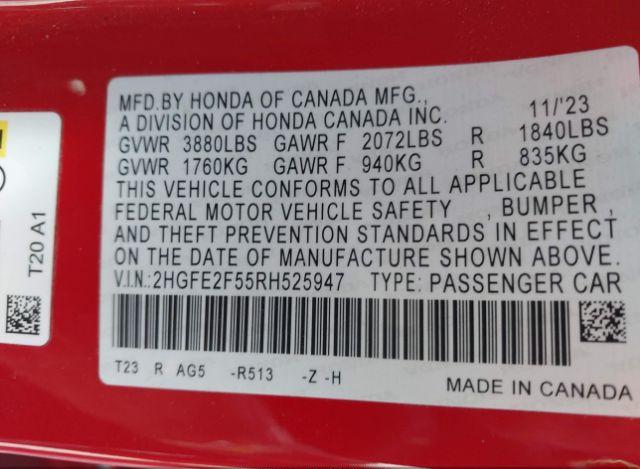 MFD.BY HONDA OF CANADA MFG.,
A DIVISION OF HONDA CANADA INC. 11/'23
GVWR 3880LBS GAWR F 2072LBS R 1840LBS
GVWR 1760KG GAWR F 940KG R 835KG
THIS VEHICLE CONFORMS TO ALL APPLICABLE
FEDERAL MOTOR VEHICLE SAFETY , BUMPER ,
AND THEFT PREVENTION STANDARDS IN EFFECT
ON THE DATE OF MANUFACTURE SHOWN ABOVE.
V.I.N.:2HGFE2F55RH525947 TYPE: PASSENGER CAR
T23 R AG5 -R513 -Z -H
MADE IN CANADA
T20 A1